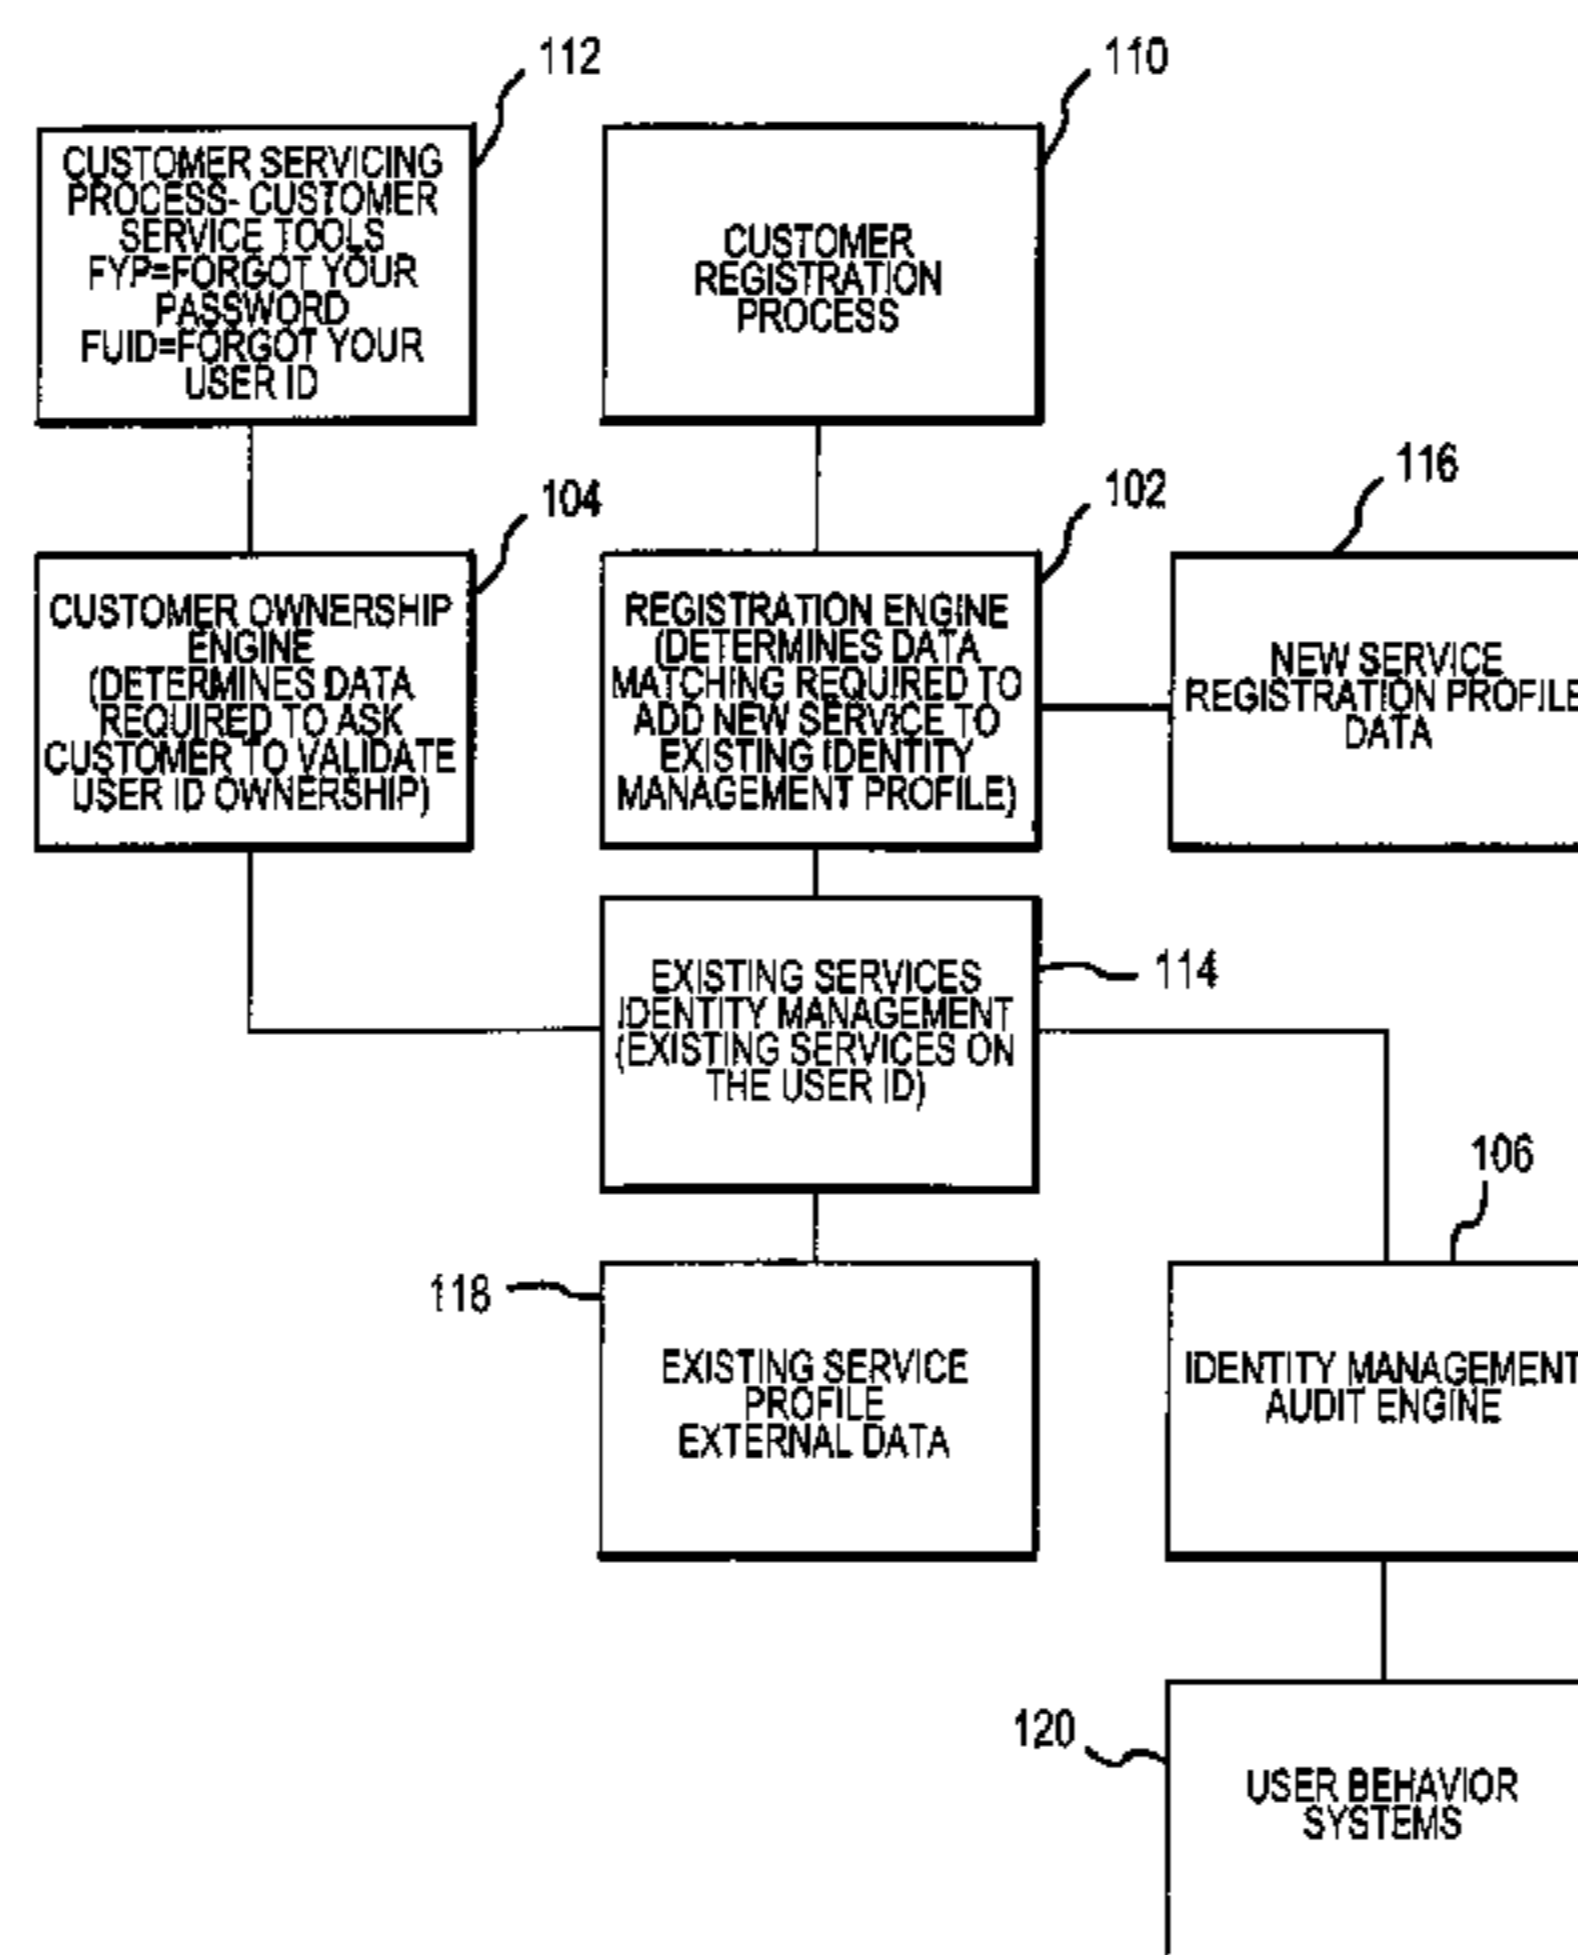 112
110
CUSTOMER SERVICING
PROCESS- CUSTOMER
SERVICE TOOLS
FYP=FORGOT YOUR
PASSWORD
FUID=FORGOT YOUR
USER ID
CUSTOMER
REGISTRATION
PROCESS
104
102
116
CUSTOMER OWNERSHIP
ENGINE
(DETERMINES DATA
REQUIRED TO ASK
CUSTOMER TO VALIDATE
USER ID OWNERSHIP)
REGISTRATION ENGINE
(DETERMINES DATA
MATCHING REQUIRED TO
ADD NEW SERVICE TO
EXISTING IDENTITY
MANAGEMENT PROFILE)
NEW SERVICE
REGISTRATION PROFILE
DATA
EXISTING SERVICES
IDENTITY MANAGEMENT
(EXISTING SERVICES ON
THE USER ID)
114
106
118
EXISTING SERVICE
PROFILE
EXTERNAL DATA
IDENTITY MANAGEMENT
AUDIT ENGINE
120
USER BEHAVIOR
SYSTEMS